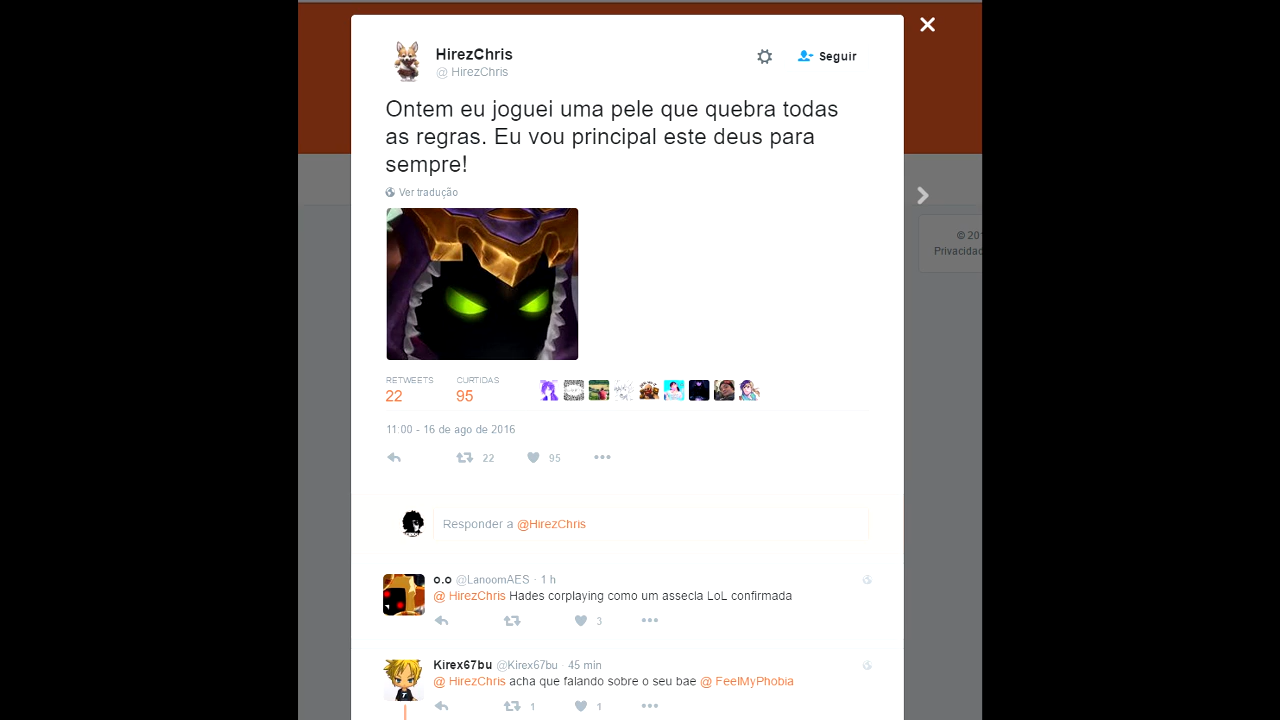 HirezChris
@ HirezChris
Seguir
Ontem eu joguei uma pele que quebra todas
as regras. Eu vou principal este deus para
sempre!
Ver tradução
RETWEETS
22
CURTIDAS
95
11:00 - 16 de ago de 2016
22
95
Responder a @HirezChris
o.o @LanoomAES · 1 h
@ HirezChris Hades corplaying como um assecla LoL confirmada
3
Kirex67bu @Kirex67bu · 45 min
@ HirezChris acha que falando sobre o seu bae @ FeelMyPhobia
1
1
© 201
Privacidad